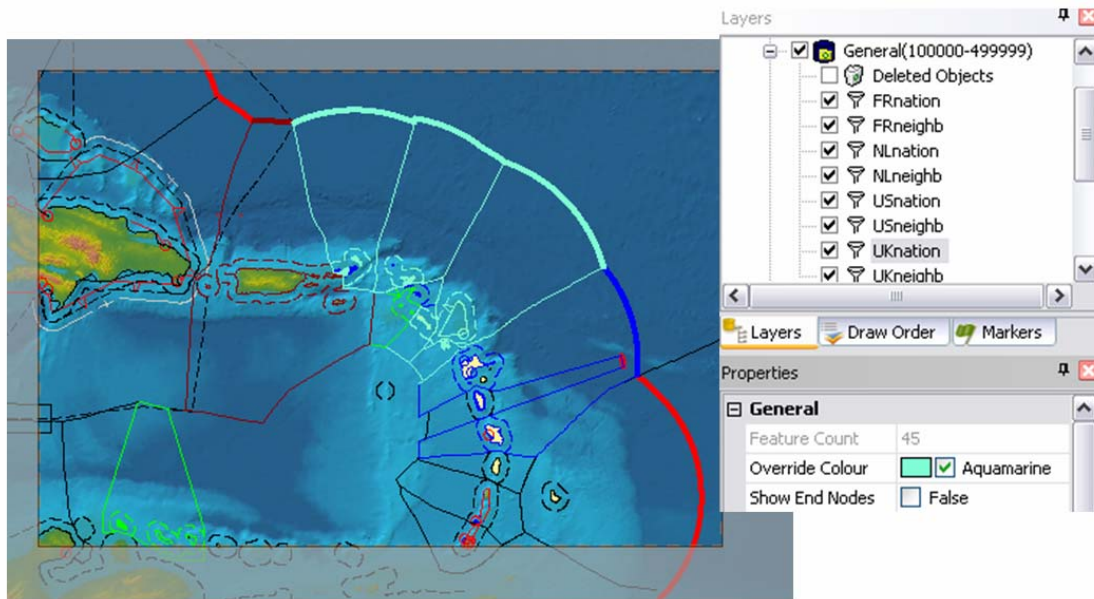 Layers
General(100000-499999)
Deleted Objects
FRnation
FRneighb
NLnation
NLneighb
USnation
USneighb
UKnation
UKneighb
Layers Draw Order Markers
Properties
General
Feature Count 45
Override Colour Aquamarine
Show End Nodes False